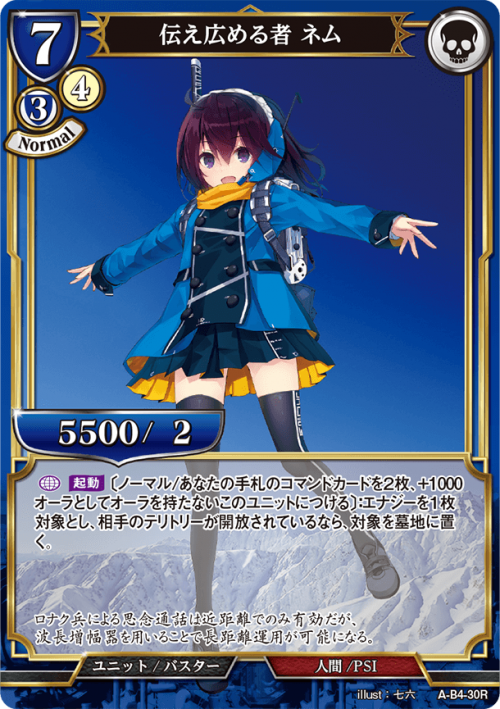 7
伝え広める者 ネム
3
4
Normal
5500/ 2
起動 〔ノーマル/あなたの手札のコマンドカードを2枚、+1000
オーラとしてオーラを持たないこのユニットにつける〕:エナジーを1枚
対象とし、相手のテリトリーが開放されているなら、対象を墓地に置
く。
ロナク兵による思念通話は近距離でのみ有効だが、
波長増幅器を用いることで長距離運用が可能になる。
ユニット/バスター
人間/PSI
illust:七六
A-B4-30R